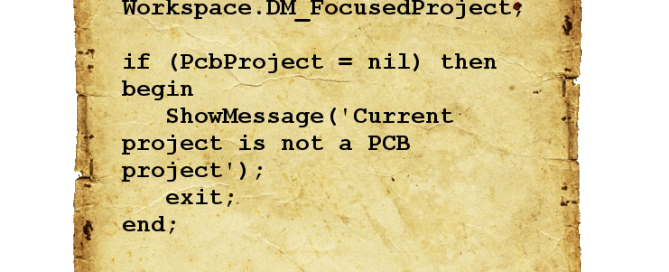 Workspace.DM_FocusedProject;

if (PcbProject = nil) then
begin
   ShowMessage('Current
project is not a PCB
project');
   exit;
end;